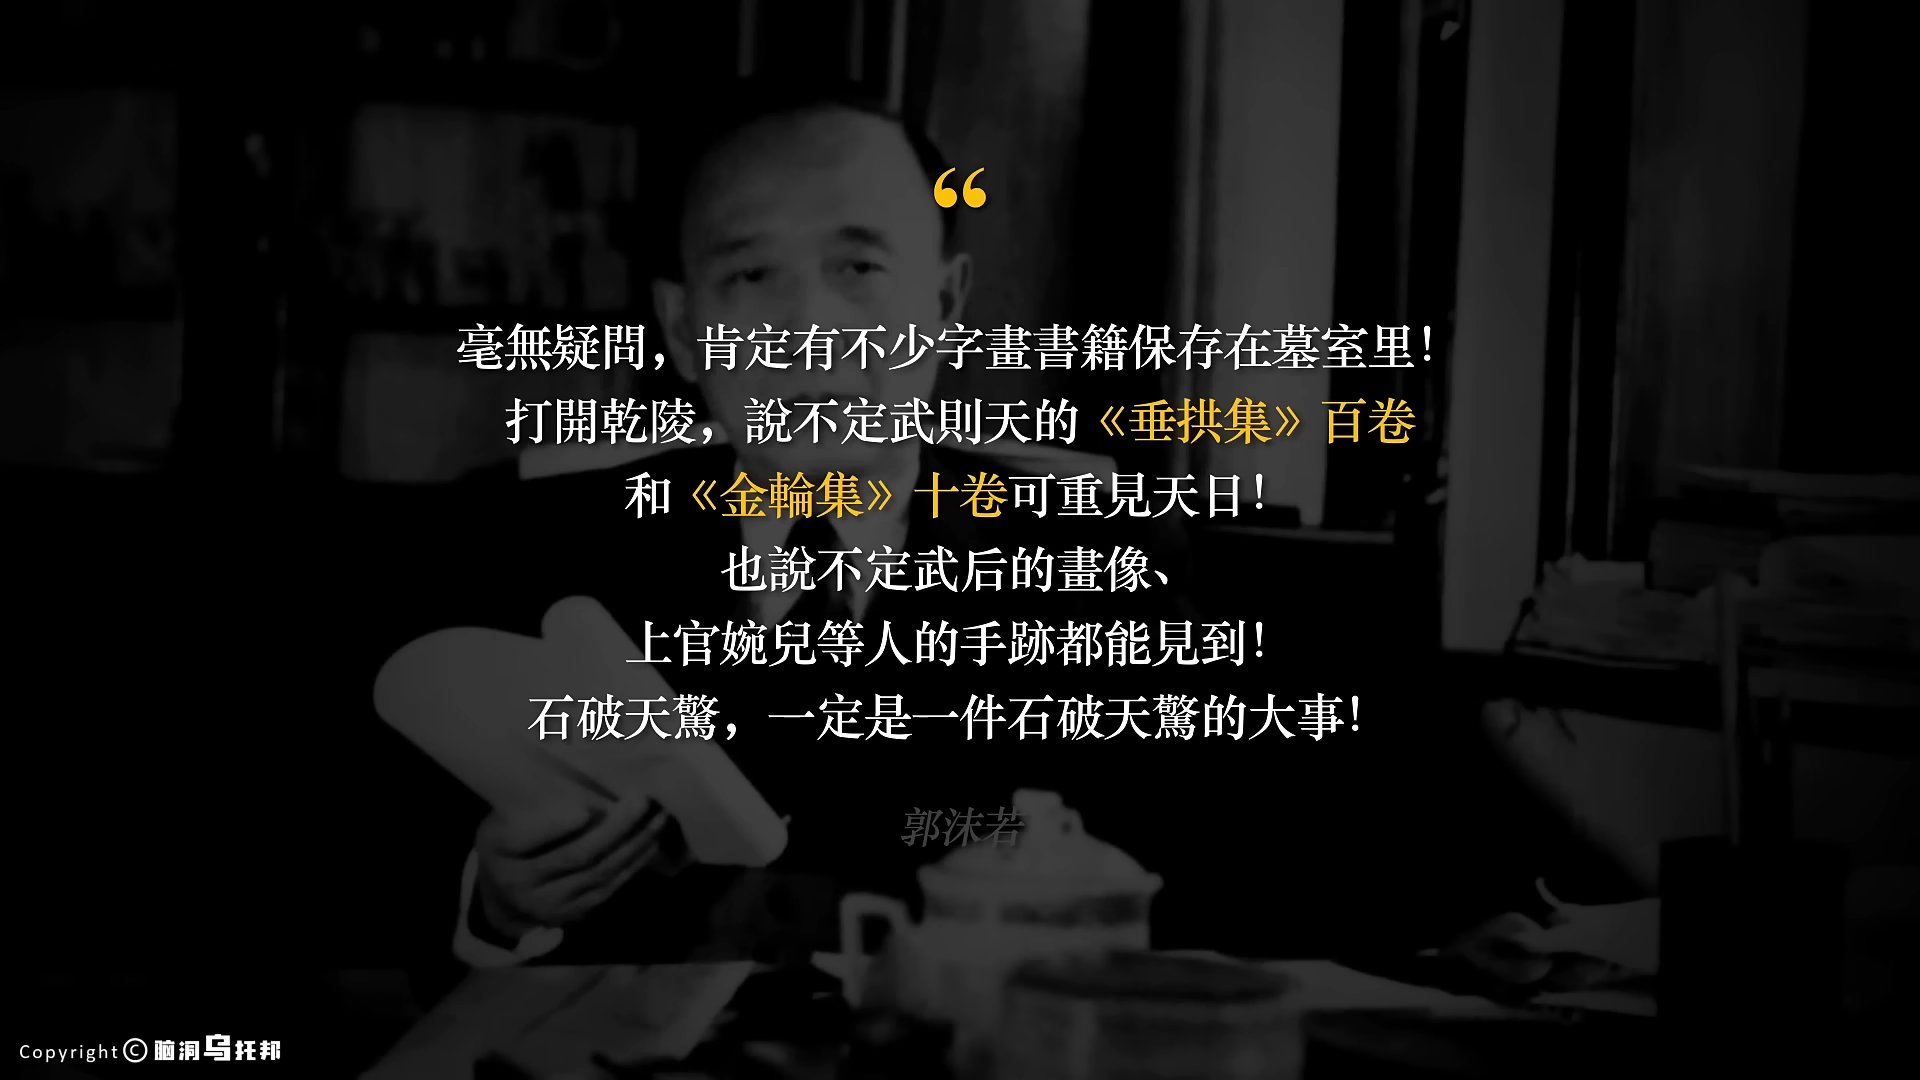 “
毫無疑問，肯定有不少字畫書籍保存在墓室里！
打開乾陵，說不定武則天的《垂拱集》百卷
和《金輪集》十卷可重見天日！
也說不定武后的畫像、
上官婉兒等人的手跡都能見到！
石破天驚，一定是一件石破天驚的大事！
郭沫若
Copyright © 脑洞乌托邦